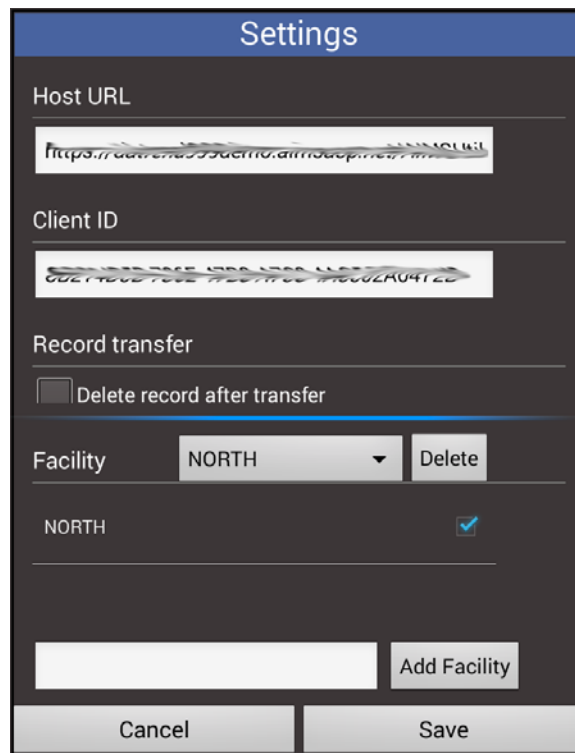 Settings
Host URL
Client ID
Record transfer
Delete record after transfer
Facility NORTH Delete
NORTH
Add Facility
Cancel Save